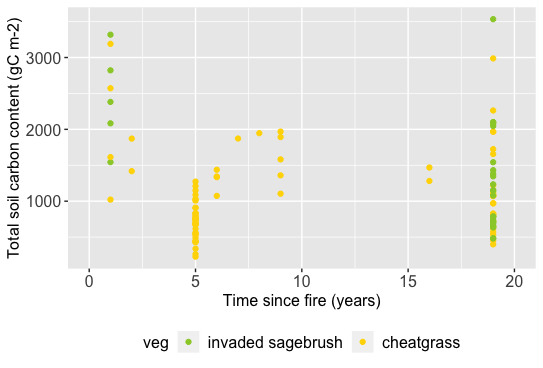 Total soil carbon content (gC m-2)
3000
2000
1000
0 5 10 15 20
Time since fire (years)
veg invaded sagebrush cheatgrass